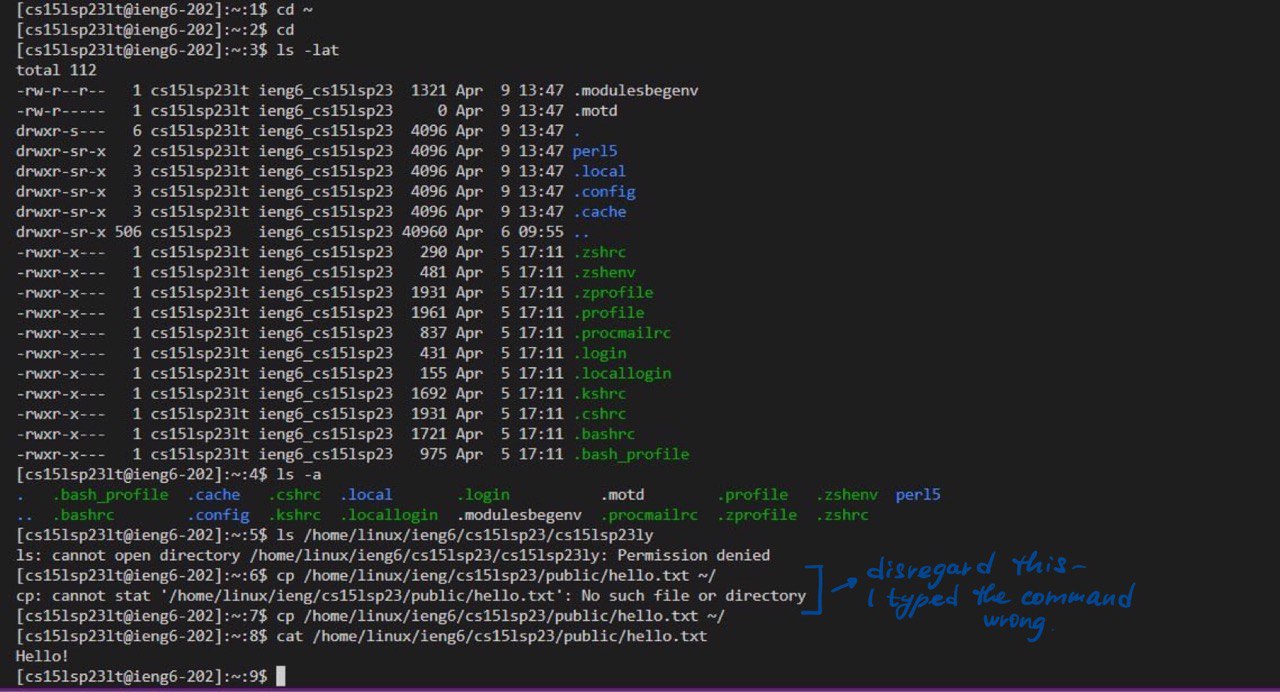 [cs15lsp23lt@ieng6-202]:~:1$ cd ~
[cs15lsp23lt@ieng6-202]:~:2$ cd
[cs15lsp23lt@ieng6-202]:~:3$ ls -lat
total 112
-rw-r--r--   1 cs15lsp23lt ieng6_cs15lsp23  1321 Apr  9 13:47 .modulesbegenv
-rw-r-----   1 cs15lsp23lt ieng6_cs15lsp23     0 Apr  9 13:47 .motd
drwxr-s---   6 cs15lsp23lt ieng6_cs15lsp23  4096 Apr  9 13:47 .
drwxr-sr-x   2 cs15lsp23lt ieng6_cs15lsp23  4096 Apr  9 13:47 perl5
drwxr-sr-x   3 cs15lsp23lt ieng6_cs15lsp23  4096 Apr  9 13:47 .local
drwxr-sr-x   3 cs15lsp23lt ieng6_cs15lsp23  4096 Apr  9 13:47 .config
drwxr-sr-x   3 cs15lsp23lt ieng6_cs15lsp23  4096 Apr  9 13:47 .cache
drwxr-sr-x 506 cs15lsp23   ieng6_cs15lsp23 40960 Apr  6 09:55 ..
-rwxr-x---   1 cs15lsp23lt ieng6_cs15lsp23   290 Apr  5 17:11 .zshrc
-rwxr-x---   1 cs15lsp23lt ieng6_cs15lsp23   481 Apr  5 17:11 .zshenv
-rwxr-x---   1 cs15lsp23lt ieng6_cs15lsp23  1931 Apr  5 17:11 .zprofile
-rwxr-x---   1 cs15lsp23lt ieng6_cs15lsp23  1961 Apr  5 17:11 .profile
-rwxr-x---   1 cs15lsp23lt ieng6_cs15lsp23   837 Apr  5 17:11 .procmailrc
-rwxr-x---   1 cs15lsp23lt ieng6_cs15lsp23   431 Apr  5 17:11 .login
-rwxr-x---   1 cs15lsp23lt ieng6_cs15lsp23   155 Apr  5 17:11 .locallogin
-rwxr-x---   1 cs15lsp23lt ieng6_cs15lsp23  1692 Apr  5 17:11 .kshrc
-rwxr-x---   1 cs15lsp23lt ieng6_cs15lsp23  1931 Apr  5 17:11 .cshrc
-rwxr-x---   1 cs15lsp23lt ieng6_cs15lsp23  1721 Apr  5 17:11 .bashrc
-rwxr-x---   1 cs15lsp23lt ieng6_cs15lsp23   975 Apr  5 17:11 .bash_profile
[cs15lsp23lt@ieng6-202]:~:4$ ls -a
.   .bash_profile  .cache   .cshrc  .local       .login          .motd        .profile   .zshenv  perl5
..  .bashrc        .config  .kshrc  .locallogin  .modulesbegenv  .procmailrc  .zprofile  .zshrc
[cs15lsp23lt@ieng6-202]:~:5$ ls /home/linux/ieng6/cs15lsp23/cs15lsp23ly
ls: cannot open directory /home/linux/ieng6/cs15lsp23/cs15lsp23ly: Permission denied
[cs15lsp23lt@ieng6-202]:~:6$ cp /home/linux/ieng/cs15lsp23/public/hello.txt ~/
cp: cannot stat '/home/linux/ieng/cs15lsp23/public/hello.txt': No such file or directory
disregard this-
I typed the command
wrong.
[cs15lsp23lt@ieng6-202]:~:7$ cp /home/linux/ieng6/cs15lsp23/public/hello.txt ~/
[cs15lsp23lt@ieng6-202]:~:8$ cat /home/linux/ieng6/cs15lsp23/public/hello.txt
Hello!
[cs15lsp23lt@ieng6-202]:~:9$